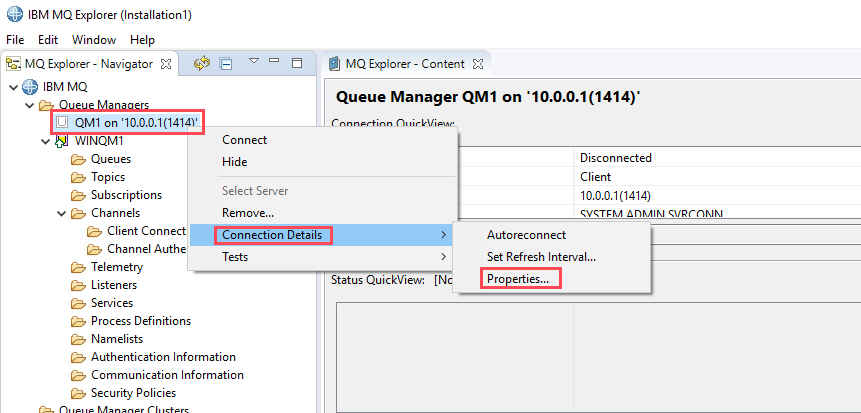 IBM MQ Explorer (Installation1)
File Edit Window Help
MQ Explorer - Navigator
IBM MQ
Queue Managers
QM1 on '10.0.0.1(1414)'
WINQM1
Queues
Topics
Subscriptions
Channels
Client Connect
Channel Authe
Telemetry
Listeners
Services
Process Definitions
Namelists
Authentication Information
Communication Information
Security Policies
Queue Manager Clusters
Connect
Hide
Select Server
Remove...
Connection Details
Tests
Autoreconnect
Set Refresh Interval...
Properties...
MQ Explorer - Content
Queue Manager QM1 on '10.0.0.1(1414)'
Connection QuickView:
Disconnected
Client
10.0.0.1(1414)
SYSTEM.ADMIN.SVRCONN
Status QuickView: [No